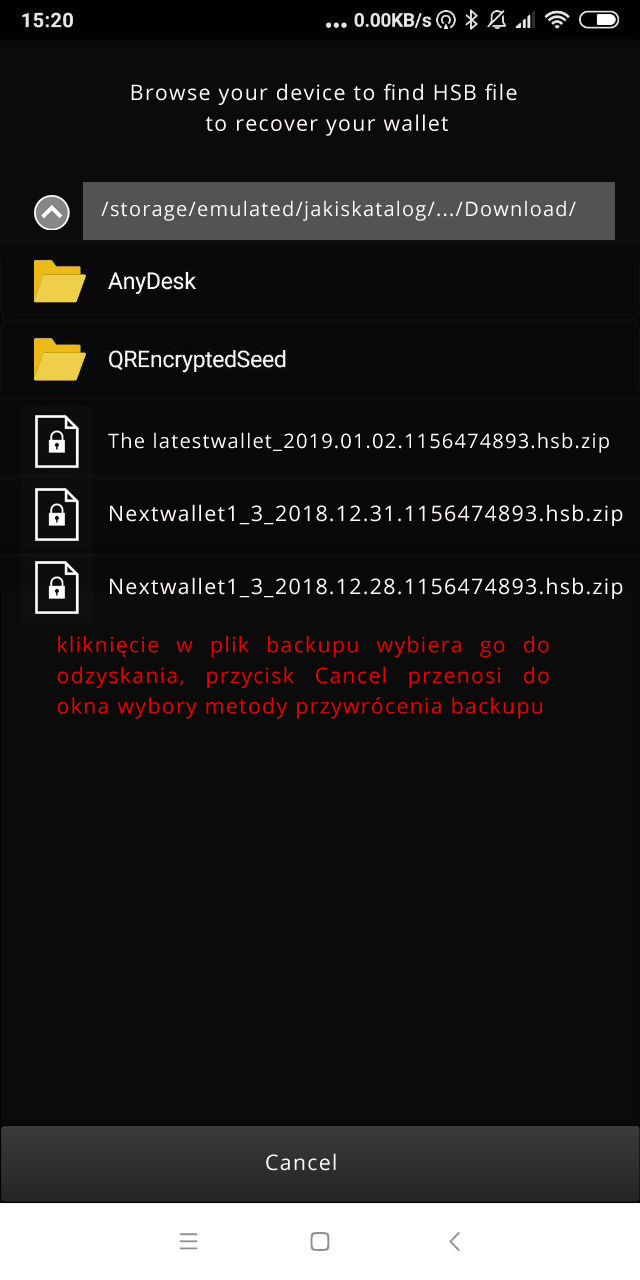 15:20
... 0.00KB/s
Browse your device to find HSB file
to recover your wallet
/storage/emulated/jakiskatalog/.../Download/
AnyDesk
QREncryptedSeed
The latestwallet_2019.01.02.1156474893.hsb.zip
Nextwallet1_3_2018.12.31.1156474893.hsb.zip
Nextwallet1_3_2018.12.28.1156474893.hsb.zip
kliknięcie w plik backupu wybiera go do
odzyskania, przycisk Cancel przenosi do
okna wybory metody przywrócenia backupu
Cancel